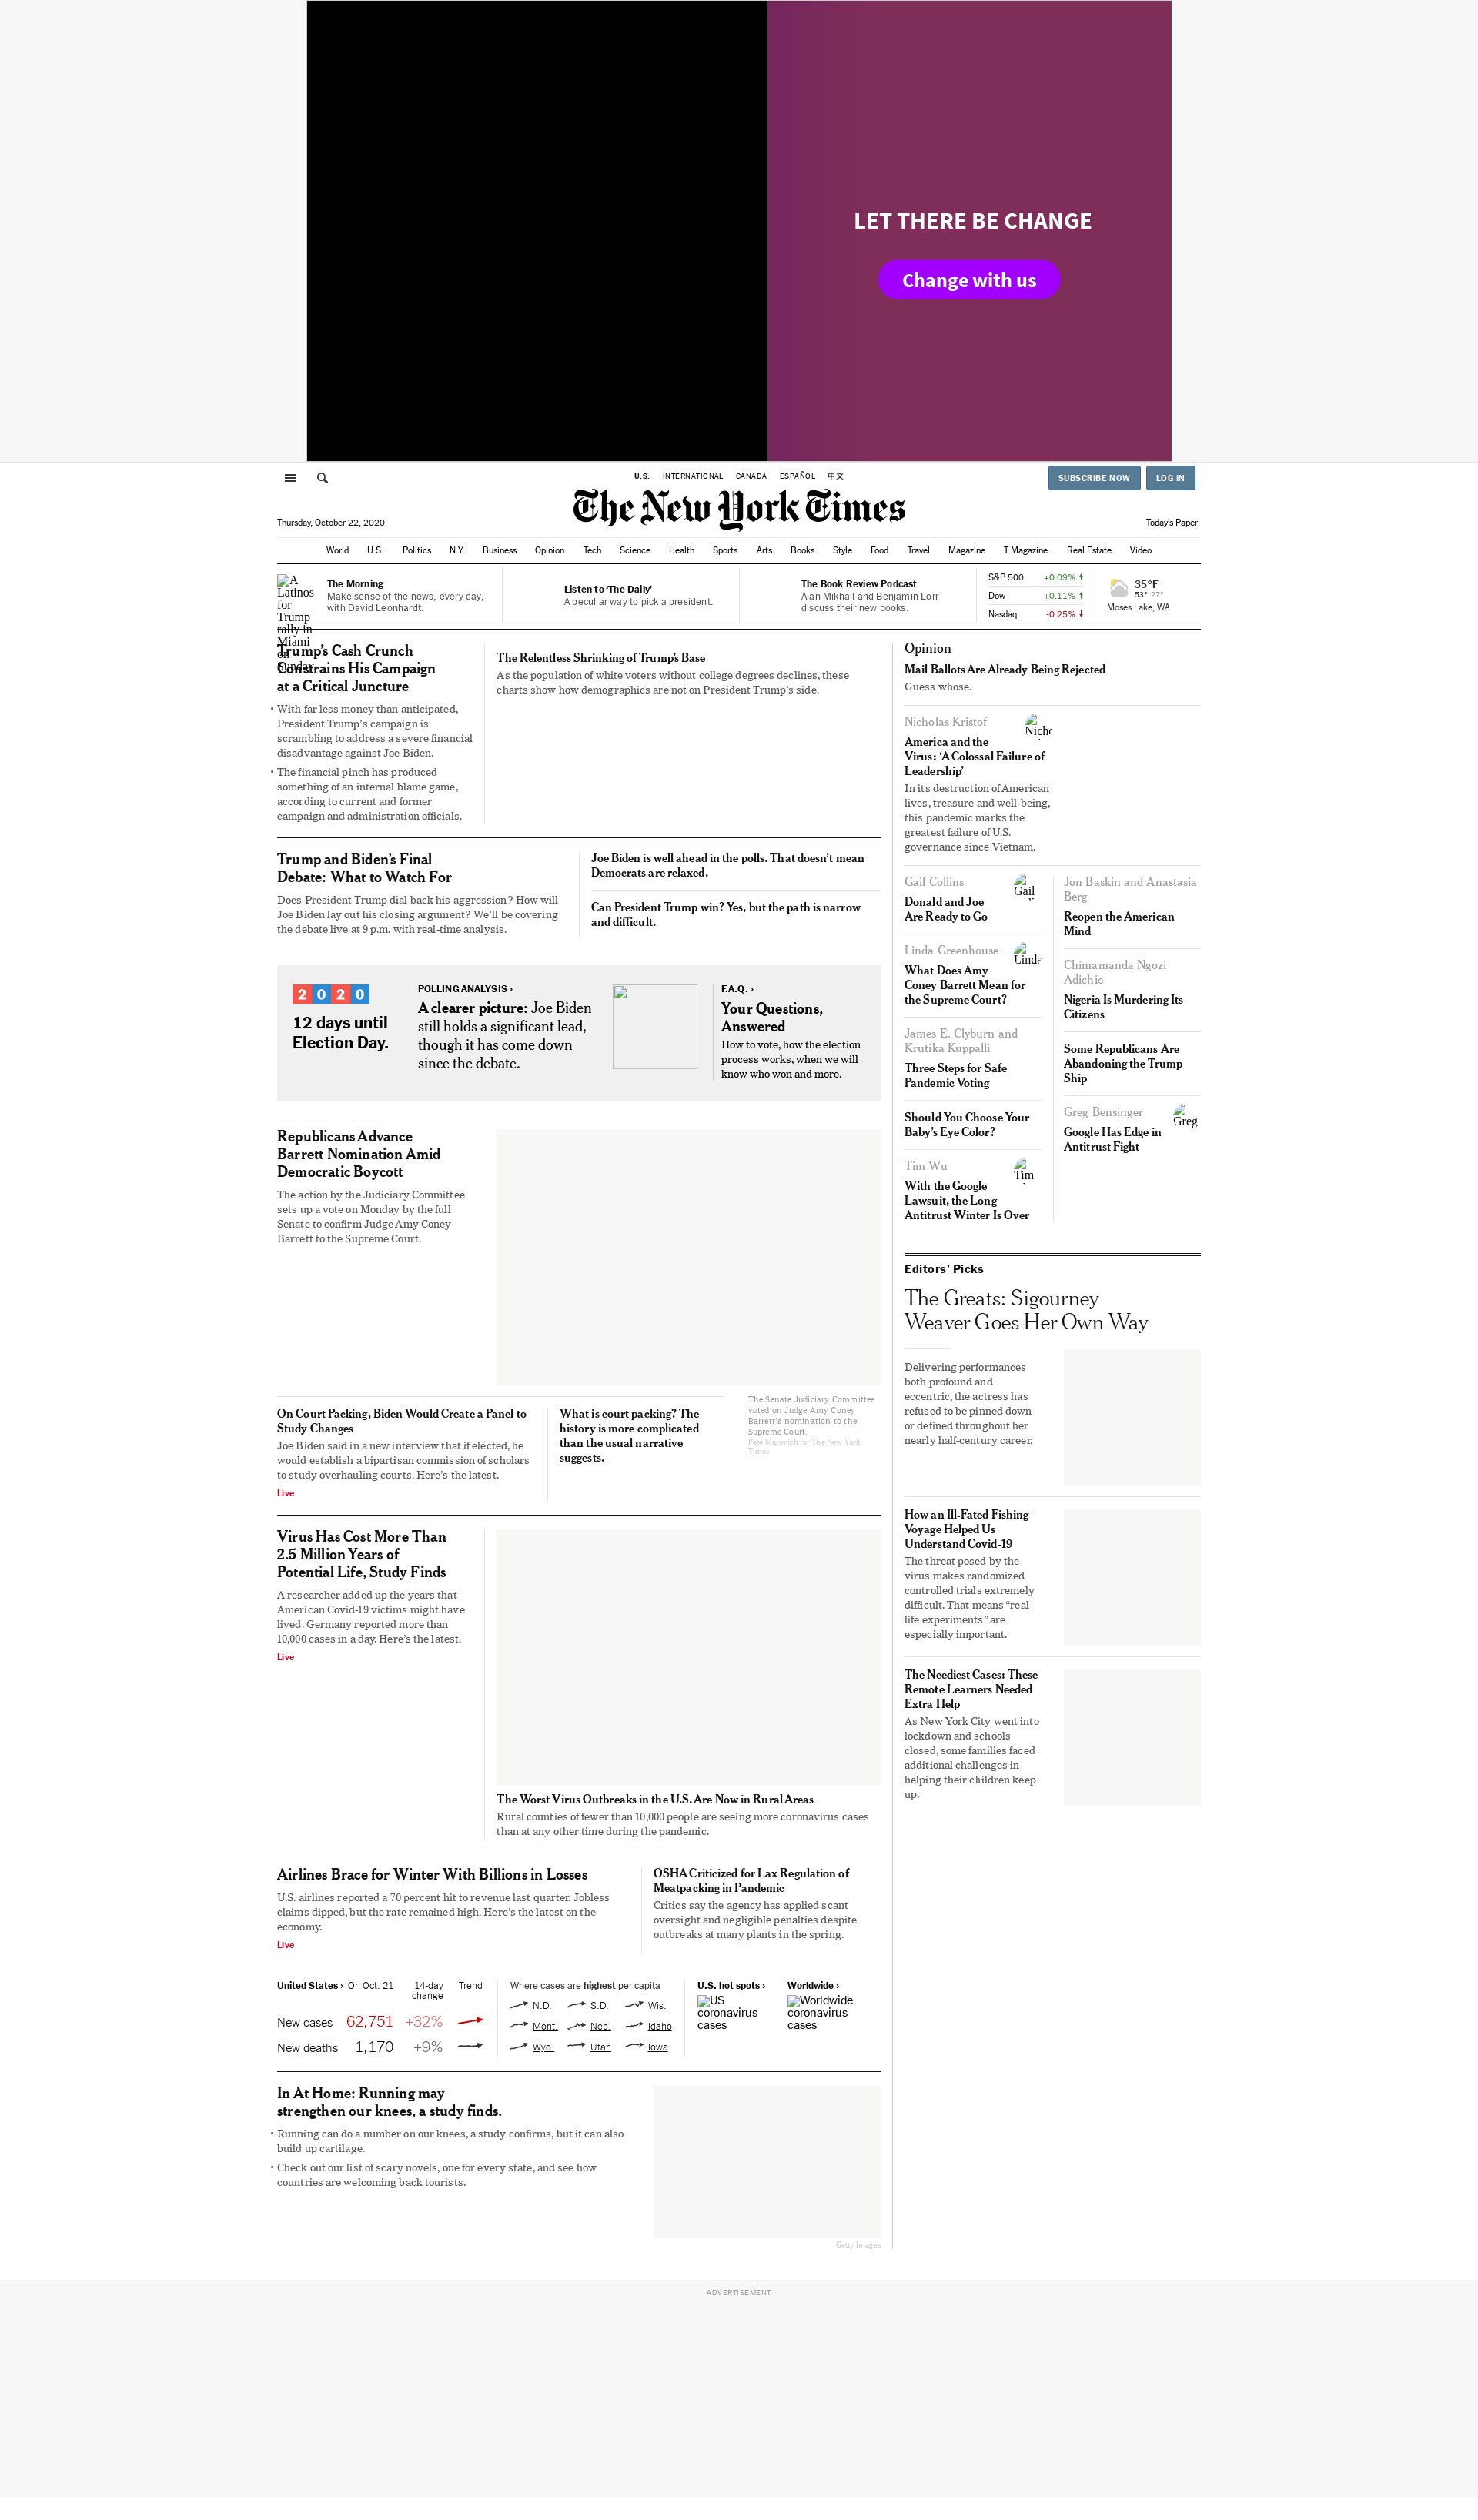 LET THERE BE CHANGE
Change with us
U.S. INTERNATIONAL CANADA ESPAÑOL 中文
SUBSCRIBE NOW LOG IN
The New York Times
Thursday, October 22, 2020
Today's Paper
World U.S. Politics N.Y. Business Opinion Tech Science Health Sports Arts Books Style Food Travel Magazine T Magazine Real Estate Video
A
Latinos
for
Trump
rally in
Miami
on
Sunday.
The Morning
Make sense of the news, every day,
with David Leonhardt.
Listen to ‘The Daily’
A peculiar way to pick a president.
The Book Review Podcast
Alan Mikhail and Benjamin Lorr
discuss their new books.
S&P 500 +0.09%
Dow +0.11%
Nasdaq -0.25%
35°F
53° 27°
Moses Lake, WA
Trump’s Cash Crunch
Constrains His Campaign
at a Critical Juncture
• With far less money than anticipated,
President Trump’s campaign is
scrambling to address a severe financial
disadvantage against Joe Biden.
• The financial pinch has produced
something of an internal blame game,
according to current and former
campaign and administration officials.
The Relentless Shrinking of Trump’s Base
As the population of white voters without college degrees declines, these
charts show how demographics are not on President Trump’s side.
Trump and Biden’s Final
Debate: What to Watch For
Does President Trump dial back his aggression? How will
Joe Biden lay out his closing argument? We’ll be covering
the debate live at 9 p.m. with real-time analysis.
Joe Biden is well ahead in the polls. That doesn’t mean
Democrats are relaxed.
Can President Trump win? Yes, but the path is narrow
and difficult.
2020
12 days until
Election Day.
POLLING ANALYSIS ›
A clearer picture: Joe Biden
still holds a significant lead,
though it has come down
since the debate.
F.A.Q. ›
Your Questions,
Answered
How to vote, how the election
process works, when we will
know who won and more.
Republicans Advance
Barrett Nomination Amid
Democratic Boycott
The action by the Judiciary Committee
sets up a vote on Monday by the full
Senate to confirm Judge Amy Coney
Barrett to the Supreme Court.
The Senate Judiciary Committee
voted on Judge Amy Coney
Barrett’s nomination to the
Supreme Court.
Pete Marovich for The New York
Times
On Court Packing, Biden Would Create a Panel to
Study Changes
Joe Biden said in a new interview that if elected, he
would establish a bipartisan commission of scholars
to study overhauling courts. Here’s the latest.
Live
What is court packing? The
history is more complicated
than the usual narrative
suggests.
Virus Has Cost More Than
2.5 Million Years of
Potential Life, Study Finds
A researcher added up the years that
American Covid-19 victims might have
lived. Germany reported more than
10,000 cases in a day. Here’s the latest.
Live
The Worst Virus Outbreaks in the U.S. Are Now in Rural Areas
Rural counties of fewer than 10,000 people are seeing more coronavirus cases
than at any other time during the pandemic.
Airlines Brace for Winter With Billions in Losses
U.S. airlines reported a 70 percent hit to revenue last quarter. Jobless
claims dipped, but the rate remained high. Here’s the latest on the
economy.
Live
OSHA Criticized for Lax Regulation of
Meatpacking in Pandemic
Critics say the agency has applied scant
oversight and negligible penalties despite
outbreaks at many plants in the spring.
United States › On Oct. 21 14-day change Trend
New cases 62,751 +32%
New deaths 1,170 +9%
Where cases are highest per capita
N.D. S.D. Wis.
Mont. Neb. Idaho
Wyo. Utah Iowa
U.S. hot spots ›
US
coronavirus
cases
Worldwide ›
Worldwide
coronavirus
cases
In At Home: Running may
strengthen our knees, a study finds.
• Running can do a number on our knees, a study confirms, but it can also
build up cartilage.
• Check out our list of scary novels, one for every state, and see how
countries are welcoming back tourists.
Getty Images
Opinion
Mail Ballots Are Already Being Rejected
Guess whose.
Nicholas Kristof
America and the
Virus: ‘A Colossal Failure of
Leadership’
In its destruction of American
lives, treasure and well-being,
this pandemic marks the
greatest failure of U.S.
governance since Vietnam.
Gail Collins
Gail
Donald and Joe
Are Ready to Go
Linda Greenhouse
Linda
What Does Amy
Coney Barrett Mean for
the Supreme Court?
James E. Clyburn and
Krutika Kuppalli
Three Steps for Safe
Pandemic Voting
Should You Choose Your
Baby’s Eye Color?
Tim Wu
Tim
With the Google
Lawsuit, the Long
Antitrust Winter Is Over
Jon Baskin and Anastasia
Berg
Reopen the American
Mind
Chimamanda Ngozi
Adichie
Nigeria Is Murdering Its
Citizens
Some Republicans Are
Abandoning the Trump
Ship
Greg Bensinger
Greg
Google Has Edge in
Antitrust Fight
Editors’ Picks
The Greats: Sigourney
Weaver Goes Her Own Way
Delivering performances
both profound and
eccentric, the actress has
refused to be pinned down
or defined throughout her
nearly half-century career.
How an Ill-Fated Fishing
Voyage Helped Us
Understand Covid-19
The threat posed by the
virus makes randomized
controlled trials extremely
difficult. That means “real-
life experiments” are
especially important.
The Neediest Cases: These
Remote Learners Needed
Extra Help
As New York City went into
lockdown and schools
closed, some families faced
additional challenges in
helping their children keep
up.
ADVERTISEMENT